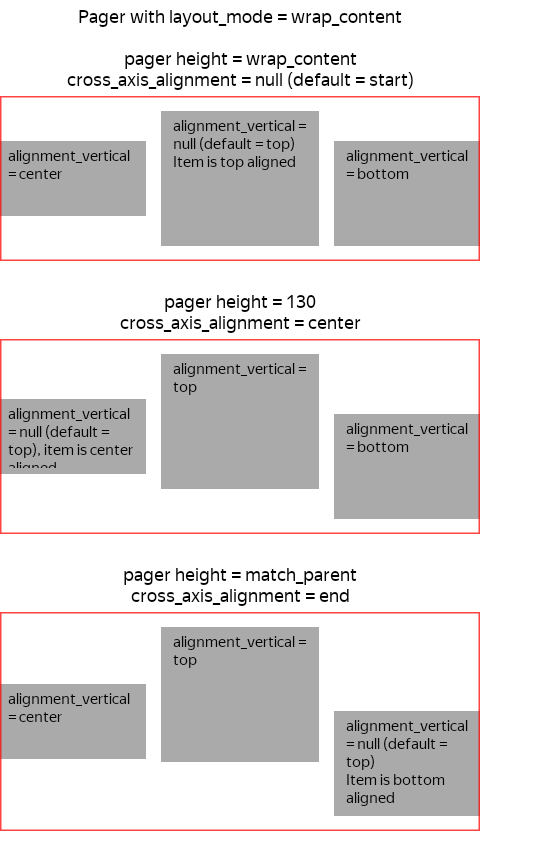 Pager with layout_mode = wrap_content
pager height = wrap_content
cross_axis_alignment = null (default = start)
alignment_vertical
= center
alignment_vertical =
null (default = top)
Item is top aligned
alignment_vertical
= bottom
pager height = 130
cross_axis_alignment = center
alignment_vertical
= null (default =
top), item is center
aligned
alignment_vertical =
top
alignment_vertical
= bottom
pager height = match_parent
cross_axis_alignment = end
alignment_vertical
= center
alignment_vertical =
top
alignment_vertical
= null (default =
top)
Item is bottom
aligned